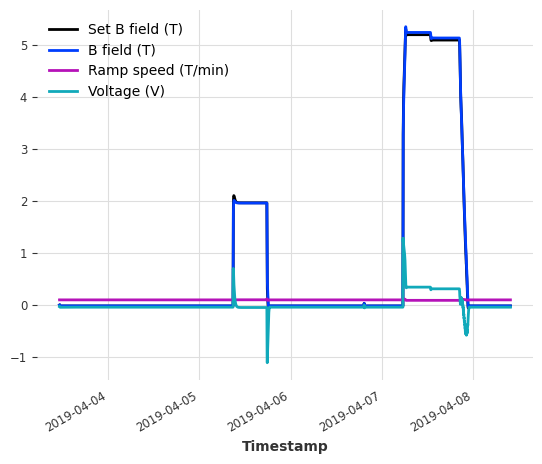 Set B field (T)
B field (T)
Ramp speed (T/min)
Voltage (V)
5
4
3
2
1
0
−1
2019-04-04
2019-04-05
2019-04-06
2019-04-07
2019-04-08
Timestamp